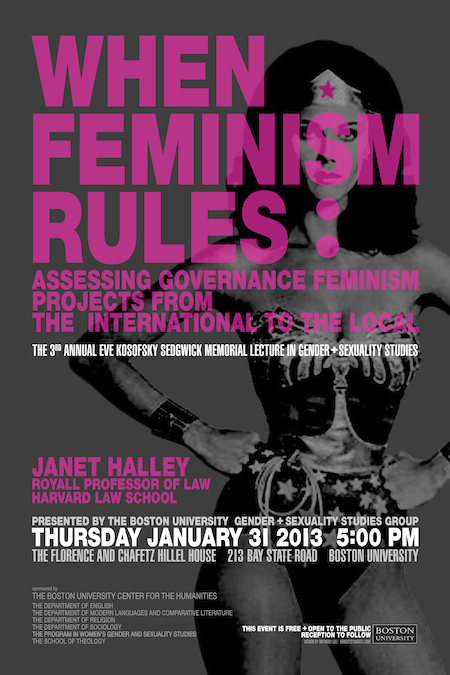 WHEN
FEMINISM
RULES :
ASSESSING GOVERNANCE FEMINISM
PROJECTS FROM
THE INTERNATIONAL TO THE LOCAL
THE 3RD ANNUAL EVE KOSOFSKY SEDGWICK MEMORIAL LECTURE IN GENDER + SEXUALITY STUDIES
JANET HALLEY
ROYALL PROFESSOR OF LAW
HARVARD LAW SCHOOL
PRESENTED BY THE BOSTON UNIVERSITY GENDER + SEXUALITY STUDIES GROUP
THURSDAY JANUARY 31 2013 5:00 PM
THE FLORENCE AND CHAFETZ HILLEL HOUSE 213 BAY STATE ROAD BOSTON UNIVERSITY
sponsored by
THE BOSTON UNIVERSITY CENTER FOR THE HUMANITIES
THE DEPARTMENT OF ENGLISH
THE DEPARTMENT OF MODERN LANGUAGES AND COMPARATIVE LITERATURE
THE DEPARTMENT OF RELIGION
THE DEPARTMENT OF SOCIOLOGY
THE PROGRAM IN WOMEN'S GENDER AND SEXUALITY STUDIES
THE SCHOOL OF THEOLOGY
THIS EVENT IS FREE + OPEN TO THE PUBLIC
RECEPTION TO FOLLOW
BOSTON
UNIVERSITY